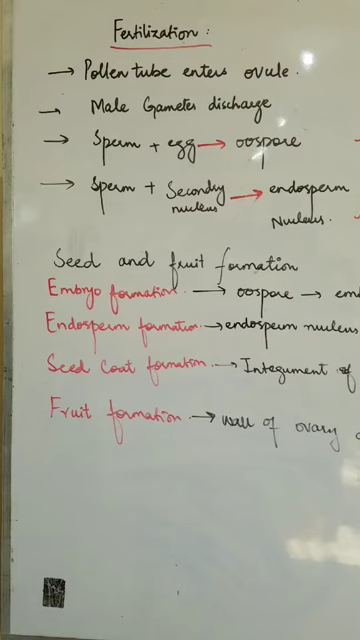 Fertilization:
→ Pollen tube enters ovule.
→ Male Gametes discharge
→ Sperm + egg → oospore
→ Sperm + Secondry nucleus → endosperm
Nucleus.
Seed and fruit formation
Embryo formation. → oospore → emb
Endosperm formation → endosperm nucleus
Seed Coat formation → Integument of
Fruit formation → wall of ovary